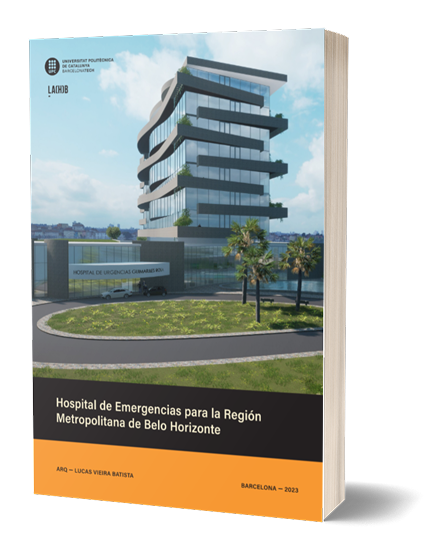 UPC
UNIVERSITAT POLITÈCNICA
DE CATALUNYA
BARCELONATECH
LA(H)B
HOSPITAL DE URGENCIAS
Hospital de Emergencias para la Región
Metropolitana de Belo Horizonte
ARQ – LUCAS VIEIRA BATISTA
BARCELONA – 2023